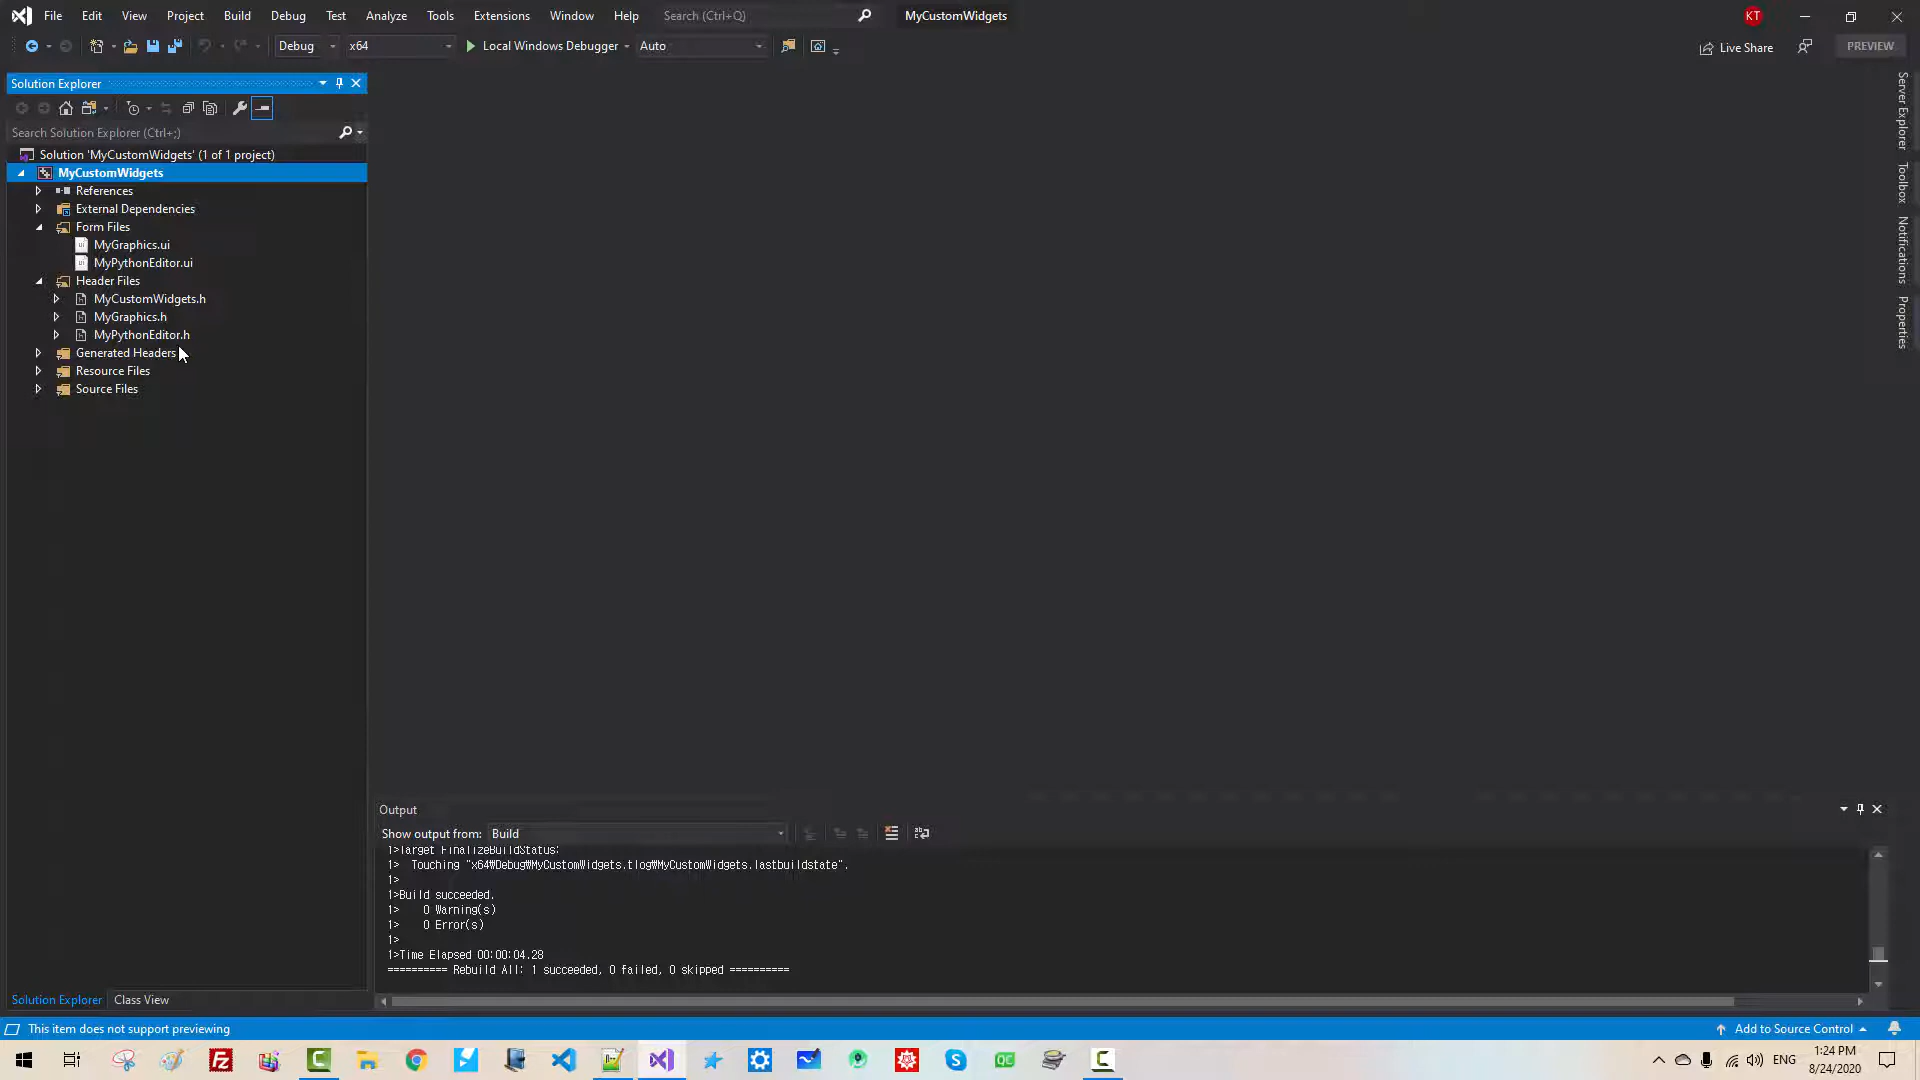 File Edit View Project Build Debug Test Analyze Tools Extensions Window Help Search (Ctrl+Q) MyCustomWidgets KT
Debug x64 Local Windows Debugger Auto Live Share PREVIEW
Solution Explorer
Search Solution Explorer (Ctrl+;)
Solution 'MyCustomWidgets' (1 of 1 project)
MyCustomWidgets
References
External Dependencies
Form Files
MyGraphics.ui
MyPythonEditor.ui
Header Files
MyCustomWidgets.h
MyGraphics.h
MyPythonEditor.h
Generated Headers
Resource Files
Source Files
Server Explorer
Toolbox
Notifications
Properties
Output
Show output from: Build
1>Target FinalizeBuildStatus:
1> Touching "x64₩Debug₩MyCustomWidgets.tlog₩MyCustomWidgets.lastbuildstate".
1>
1>Build succeeded.
1> 0 Warning(s)
1> 0 Error(s)
1>
1>Time Elapsed 00:00:04.28
========== Rebuild All: 1 succeeded, 0 failed, 0 skipped ==========
Solution Explorer Class View
This item does not support previewing Add to Source Control
ENG 1:24 PM
8/24/2020